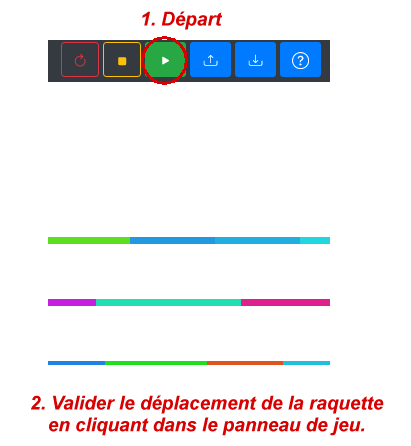 1. Départ
?
2. Valider le déplacement de la raquette
en cliquant dans le panneau de jeu.